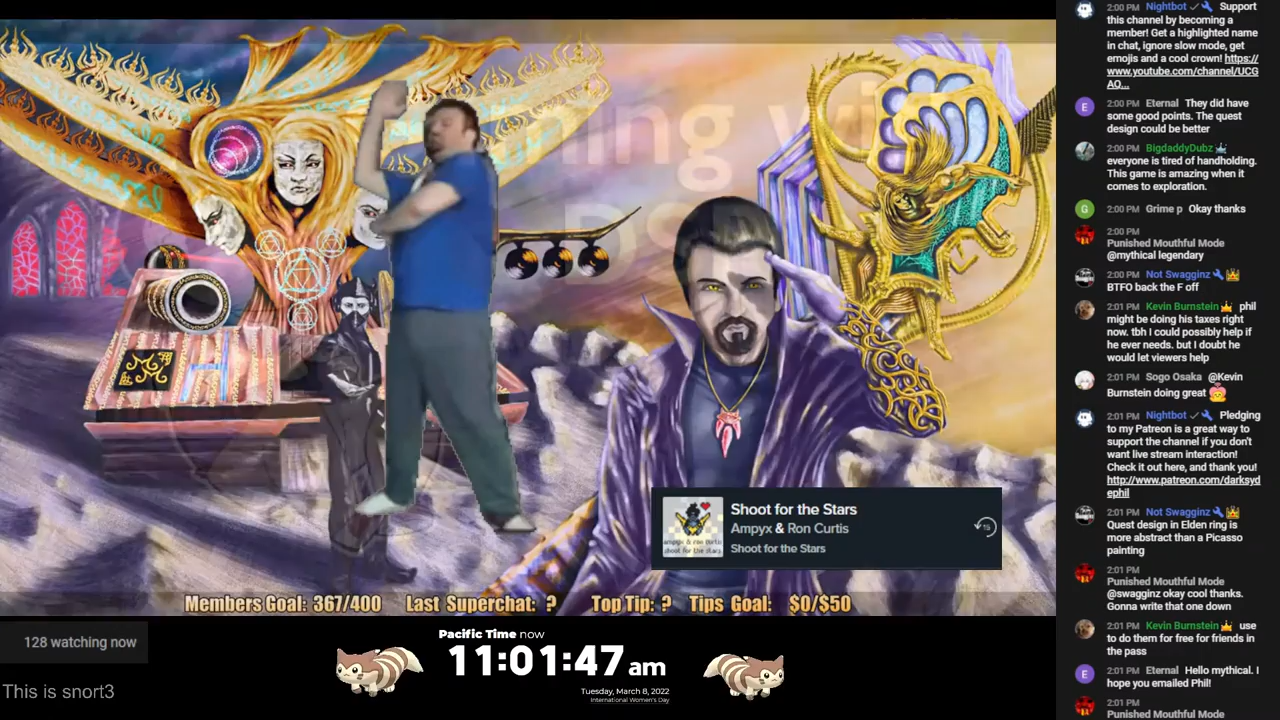 ming wi
DSP
Shoot for the Stars
Ampyx & Ron Curtis
Shoot for the Stars
15
Members Goal: 367/400 Last Superchat: ? Top Tip: ? Tips Goal: $0/$50
128 watching now
This is snort3
Pacific Time now
11:01:47 am
Tuesday, March 8, 2022
International Women's Day
2:00 PM Nightbot Support
this channel by becoming a
member! Get a highlighted name
in chat, ignore slow mode, get
emojis and a cool crown! https://
www.youtube.com/channel/UCG
AQ...
E 2:00 PM Eternal They did have
some good points. The quest
design could be better
2:00 PM BigdaddyDubz
everyone is tired of handholding.
This game is amazing when it
comes to exploration.
G 2:00 PM Grime p Okay thanks
2:00 PM
Punished Mouthful Mode
@mythical legendary
2:00 PM Not Swagginz
BTFO back the F off
2:01 PM Kevin Burnstein phil
might be doing his taxes right
now. tbh I could possibly help if
he ever needs. but I doubt he
would let viewers help
2:01 PM Sogo Osaka @Kevin
Burnstein doing great
2:01 PM Nightbot Pledging
to my Patreon is a great way to
support the channel if you don't
want live stream interaction!
Check it out here, and thank you!
http://www.patreon.com/darksyd
ephil
2:01 PM Not Swagginz
Quest design in Elden ring is
more abstract than a Picasso
painting
2:01 PM
Punished Mouthful Mode
@swagginz okay cool thanks.
Gonna write that one down
2:01 PM Kevin Burnstein use
to do them for free for friends in
the pass
E 2:01 PM Eternal Hello mythical. I
hope you emailed Phil!
2:01 PM
Punished Mouthful Mode